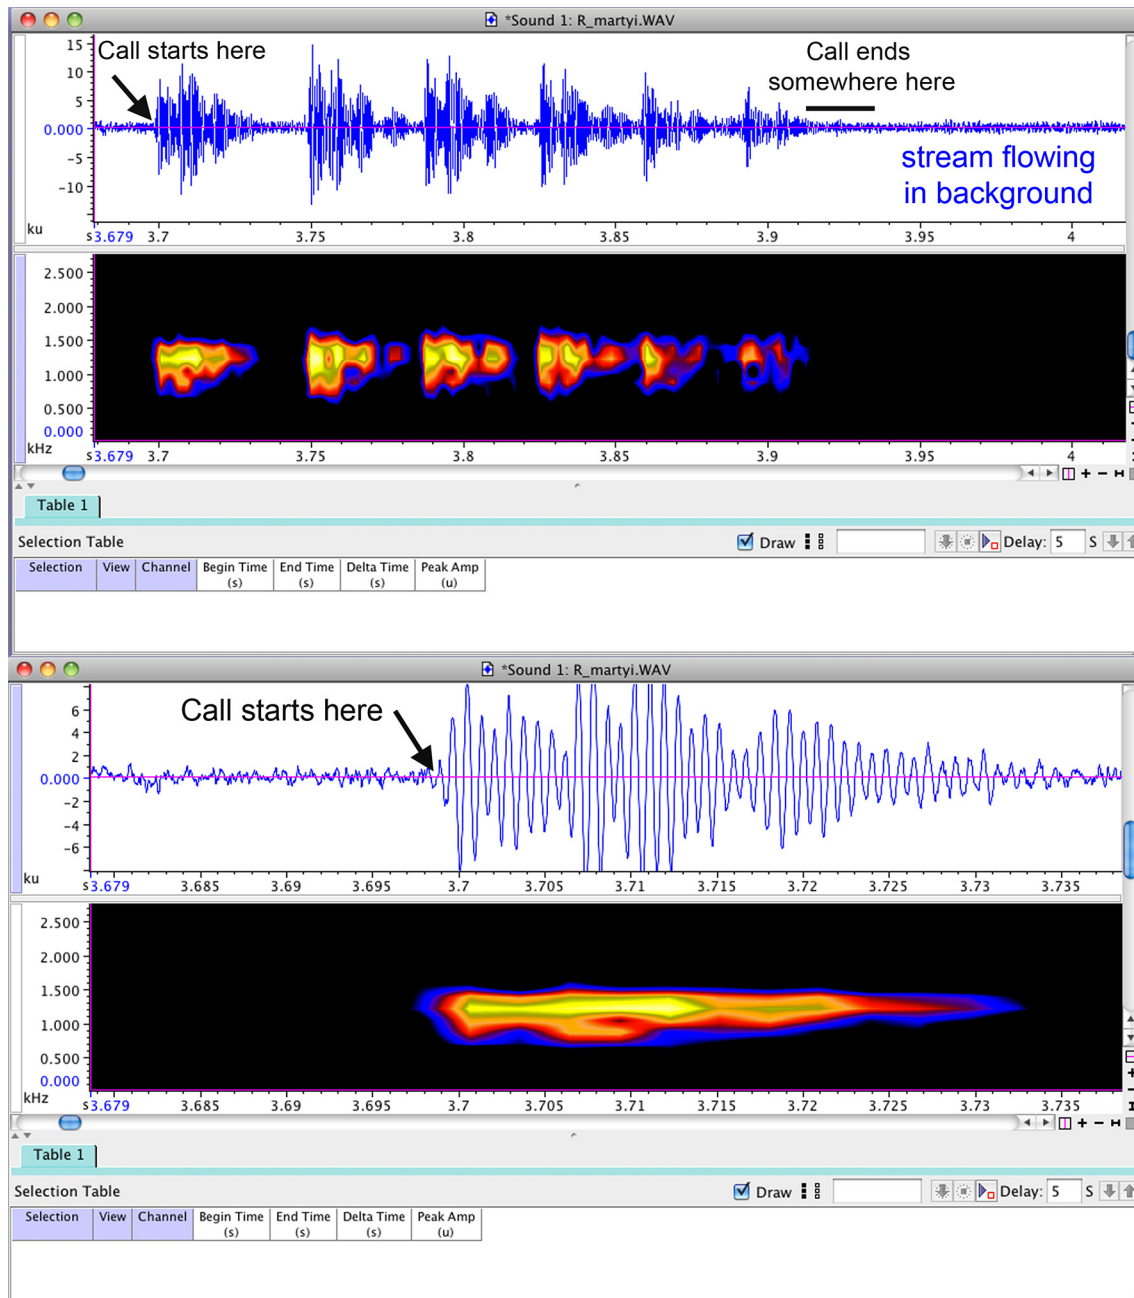 *Sound 1: R_martyi.WAV
15
Call starts here
Call ends
somewhere here
10
5
0.000
-5
stream flowing
in background
-10
ku
s3.679 3.7 3.75 3.8 3.85 3.9 3.95 4
2.500
2.000
1.500
1.000
0.500
0.000
kHz
s3.679 3.7 3.75 3.8 3.85 3.9 3.95 4
Table 1
Selection Table Draw Delay: 5 S
Selection View Channel Begin Time (s) End Time (s) Delta Time (s) Peak Amp (u)
*Sound 1: R_martyi.WAV
6
Call starts here
4
2
0.000
-2
-4
-6
ku
s3.679 3.685 3.69 3.695 3.7 3.705 3.71 3.715 3.72 3.725 3.73 3.735
2.500
2.000
1.500
1.000
0.500
0.000
kHz
s3.679 3.685 3.69 3.695 3.7 3.705 3.71 3.715 3.72 3.725 3.73 3.735
Table 1
Selection Table Draw Delay: 5 S
Selection View Channel Begin Time (s) End Time (s) Delta Time (s) Peak Amp (u)